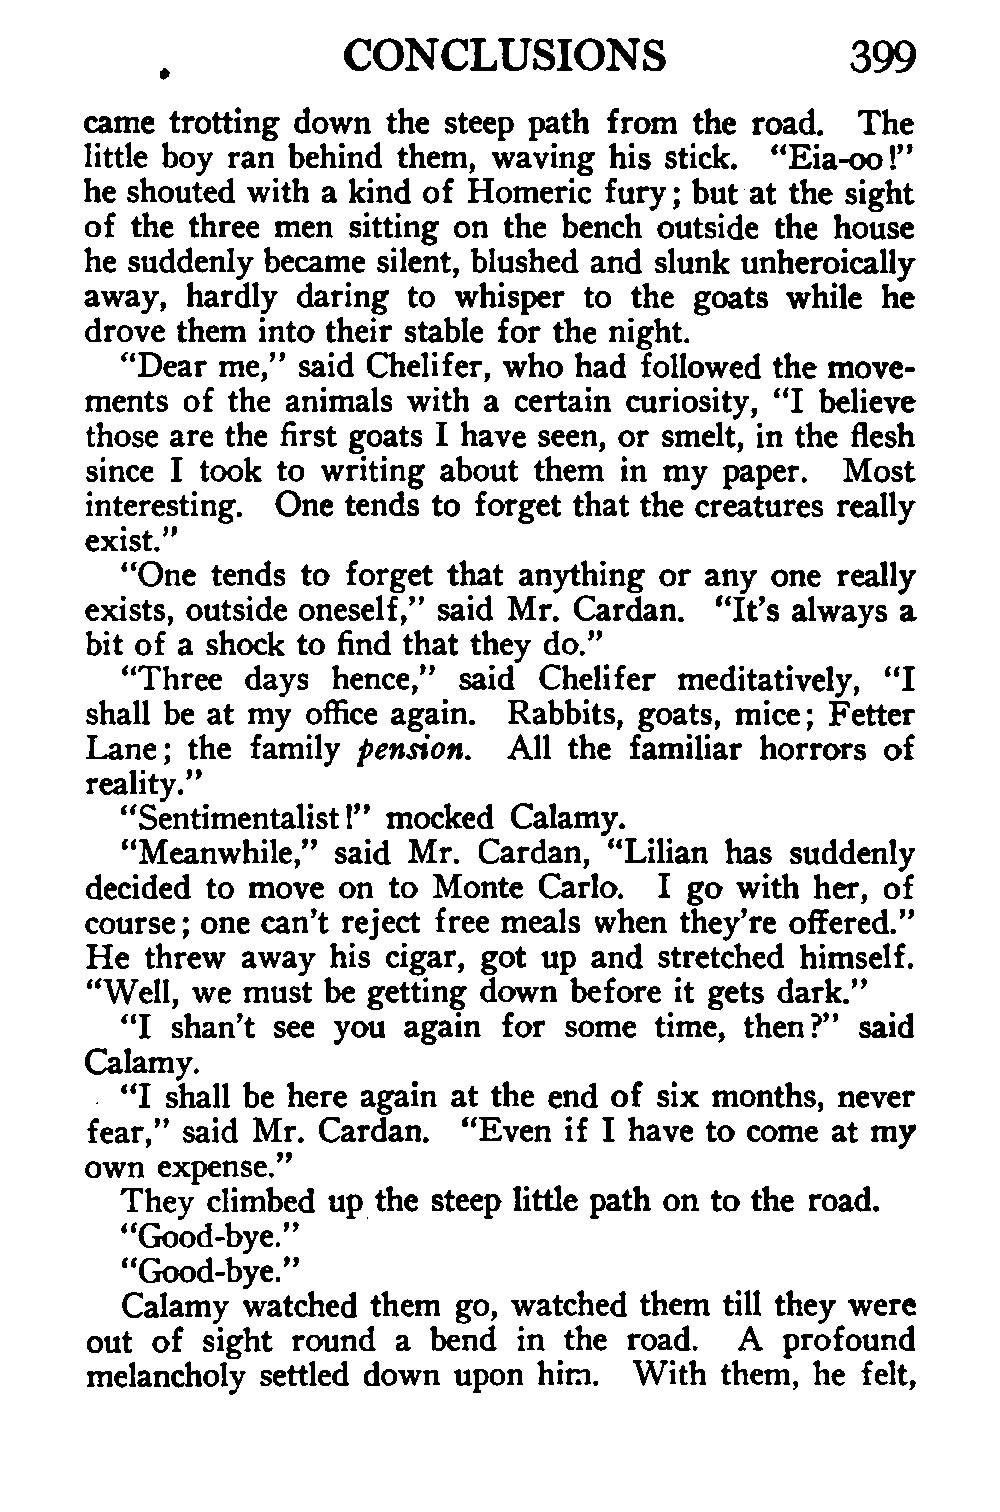 CONCLUSIONS 399
came trotting down the steep path from the road. The
little boy ran behind them, waving his stick. “Eia-oo!”
he shouted with a kind of Homeric fury; but at the sight
of the three men sitting on the bench outside the house
he suddenly became silent, blushed and slunk unheroically
away, hardly daring to whisper to the goats while he
drove them into their stable for the night.
“Dear me,” said Chelifer, who had followed the move-
ments of the animals with a certain curiosity, “I believe
those are the first goats I have seen, or smelt, in the flesh
since I took to writing about them in my paper. Most
interesting. One tends to forget that the creatures really
exist.”
“One tends to forget that anything or any one really
exists, outside oneself,” said Mr. Cardan. “It’s always a
bit of a shock to find that they do.”
“Three days hence,” said Chelifer meditatively, “I
shall be at my office again. Rabbits, goats, mice; Fetter
Lane; the family pension. All the familiar horrors of
reality.”
“Sentimentalist!” mocked Calamy.
“Meanwhile,” said Mr. Cardan, “Lilian has suddenly
decided to move on to Monte Carlo. I go with her, of
course; one can’t reject free meals when they’re offered.”
He threw away his cigar, got up and stretched himself.
“Well, we must be getting down before it gets dark.”
“I shan’t see you again for some time, then?” said
Calamy.
“I shall be here again at the end of six months, never
fear,” said Mr. Cardan. “Even if I have to come at my
own expense.”
They climbed up the steep little path on to the road.
“Good-bye.”
“Good-bye.”
Calamy watched them go, watched them till they were
out of sight round a bend in the road. A profound
melancholy settled down upon him. With them, he felt,